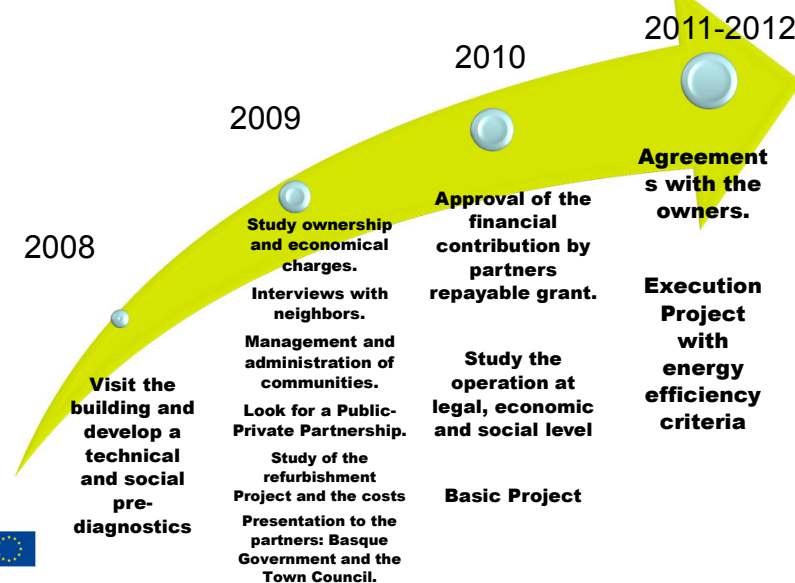 2008
Visit the
building and
develop a
technical
and social
pre-
diagnostics
2009
Study ownership
and economical
charges.
Interviews with
neighbors.
Management and
administration of
communities.
Look for a Public-
Private Partnership.
Study of the
refurbishment
Project and the costs
Presentation to the
partners: Basque
Government and the
Town Council.
2010
Approval of the
financial
contribution by
partners
repayable grant.
Study the
operation at
legal, economic
and social level
Basic Project
2011-2012
Agreement
s with the
owners.
Execution
Project
with
energy
efficiency
criteria